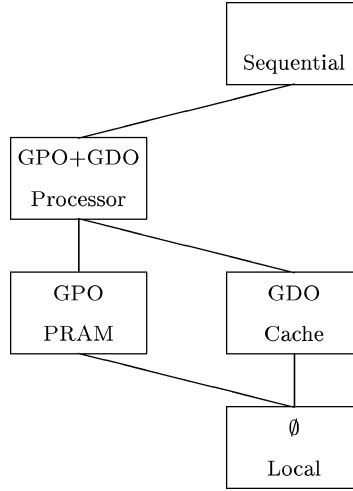 Sequential
GPO+GDO
Processor
GPO
PRAM
GDO
Cache
∅
Local